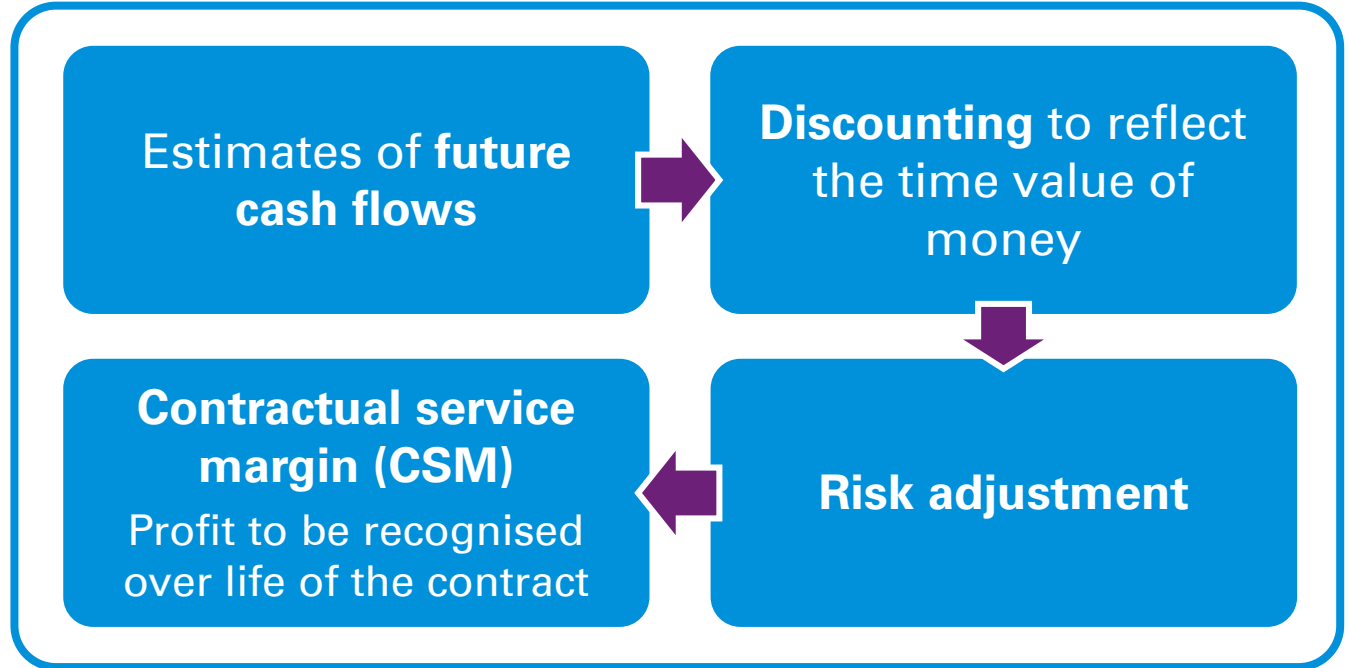 Estimates of future
cash flows
Discounting to reflect
the time value of
money
Risk adjustment
Contractual service
margin (CSM)
Profit to be recognised
over life of the contract